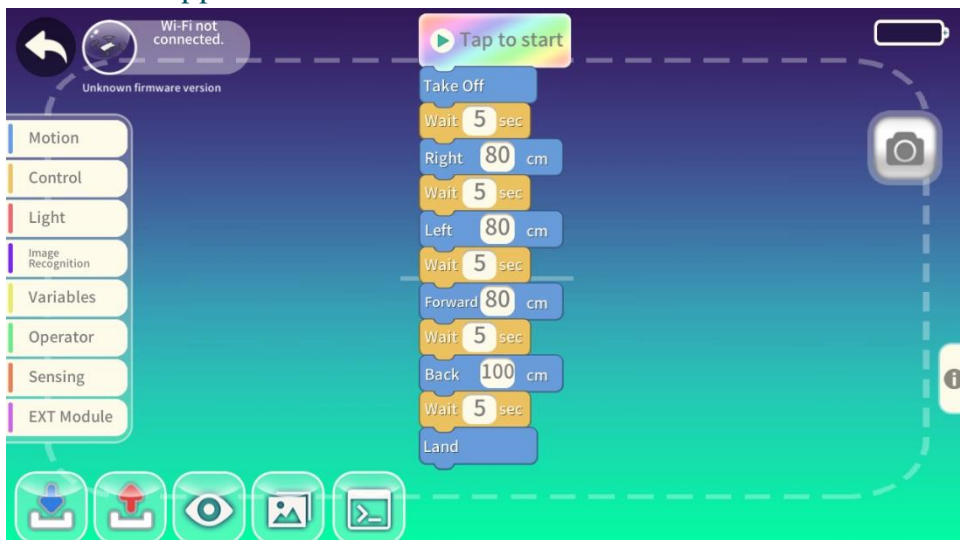 Wi-Fi not
connected.
Unknown firmware version
Tap to start
Take Off
Wait 5 sec
Right 80 cm
Wait 5 sec
Left 80 cm
Wait 5 sec
Forward 80 cm
Wait 5 sec
Back 100 cm
Wait 5 sec
Land
Motion
Control
Light
Image
Recognition
Variables
Operator
Sensing
EXT Module